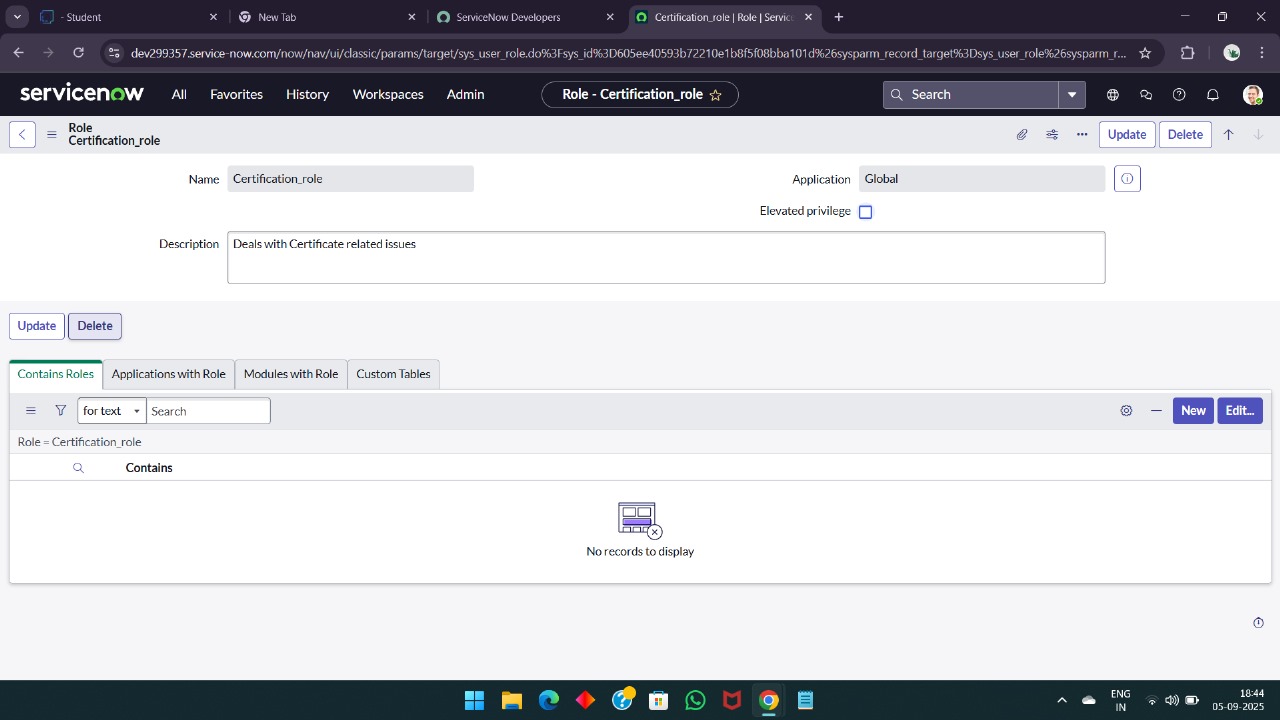 - Student
New Tab
ServiceNow Developers
Certification_role | Role | Service
dev299357.service-now.com/now/nav/ui/classic/params/target/sys_user_role.do%3Fsys_id%3D605ee40593b72210e1b8f5f08bba101d%26sysparm_record_target%3Dsys_user_role%26sysparm_r...
servicenow All Favorites History Workspaces Admin Role - Certification_role Search
Role
Certification_role
Update Delete
Name Certification_role Application Global
Elevated privilege
Description Deals with Certificate related issues
Update Delete
Contains Roles Applications with Role Modules with Role Custom Tables
for text Search New Edit...
Role = Certification_role
Contains
No records to display
ENG 18:44
IN 05-09-2025